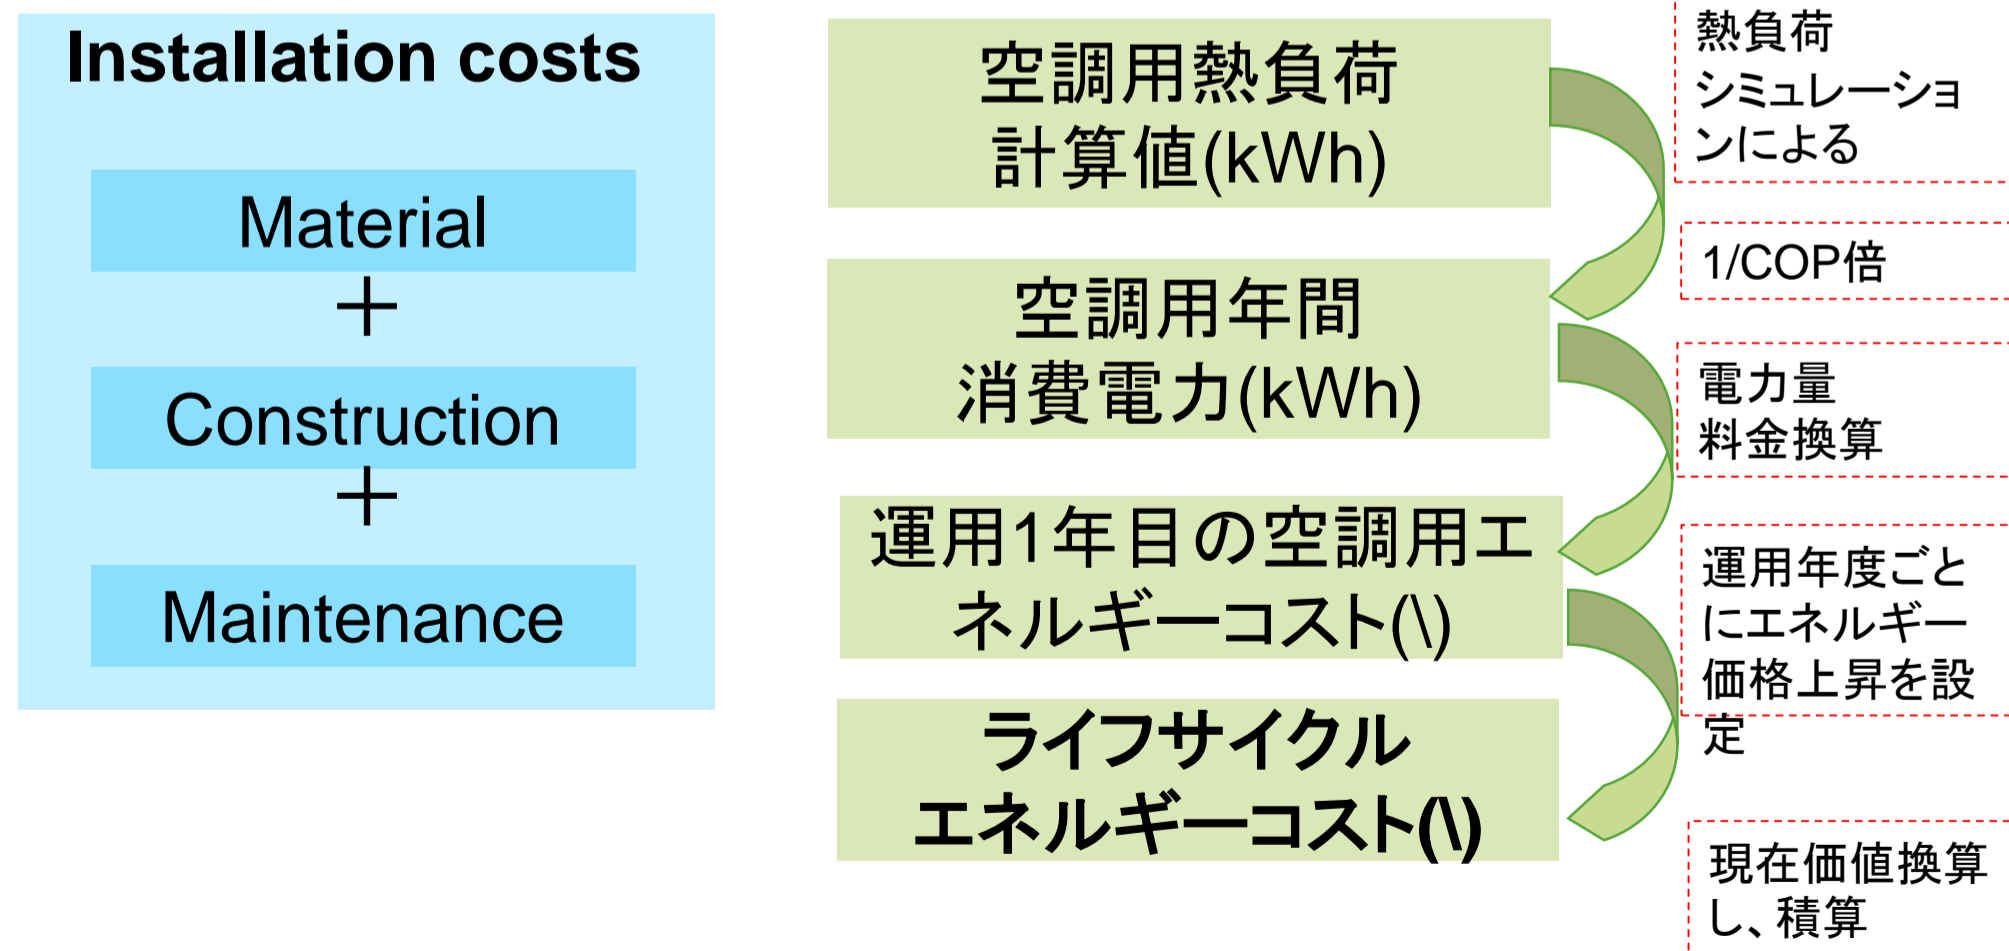 Installation costs
Material
+
Construction
+
Maintenance
空調用熱負荷
計算値(kWh)
空調用年間
消費電力(kWh)
運用1年目の空調用エ
ネルギーコスト(\)
ライフサイクル
エネルギーコスト(\)
熱負荷
シミュレーショ
ンによる
1/COP倍
電力量
料金換算
運用年度ごと
にエネルギー
価格上昇を設
定
現在価値換算
し、積算